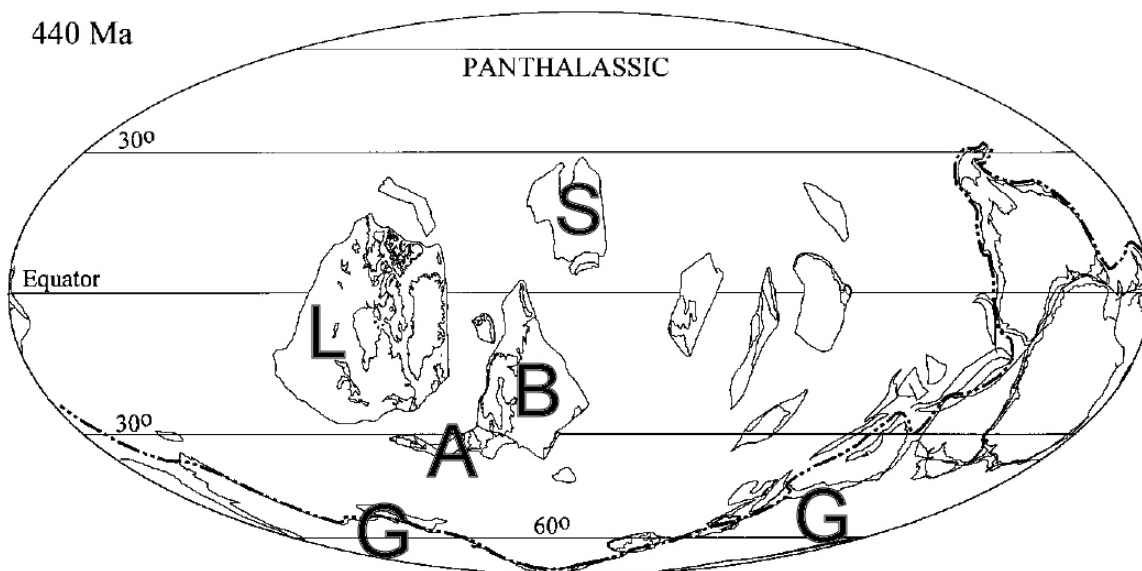 440 Ma
PANTHALASSIC
30º
S
Equator
L
B
30º
A
G
G
60º